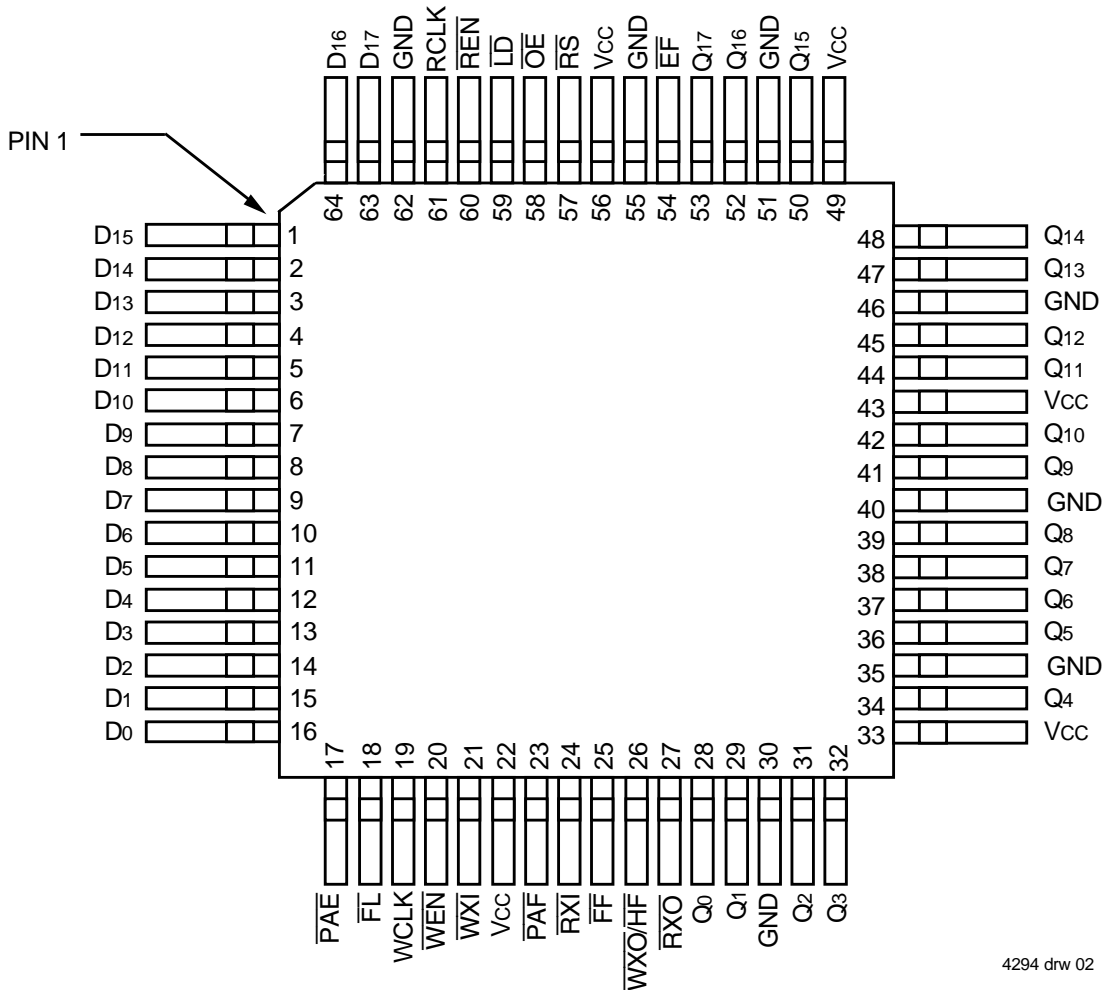 D16
D17
GND
RCLK
REN
LD
OE
RS
VCC
GND
EF
Q17
Q16
GND
Q15
VCC
PIN 1
64
63
62
61
60
59
58
57
56
55
54
53
52
51
50
49
D15 1
D14 2
D13 3
D12 4
D11 5
D10 6
D9 7
D8 8
D7 9
D6 10
D5 11
D4 12
D3 13
D2 14
D1 15
D0 16
48 Q14
47 Q13
46 GND
45 Q12
44 Q11
43 VCC
42 Q10
41 Q9
40 GND
39 Q8
38 Q7
37 Q6
36 Q5
35 GND
34 Q4
33 VCC
17
18
19
20
21
22
23
24
25
26
27
28
29
30
31
32
PAE
FL
WCLK
WEN
WXI
VCC
PAF
RXI
FF
WXO/HF
RXO
Q0
Q1
GND
Q2
Q3
4294 drw 02